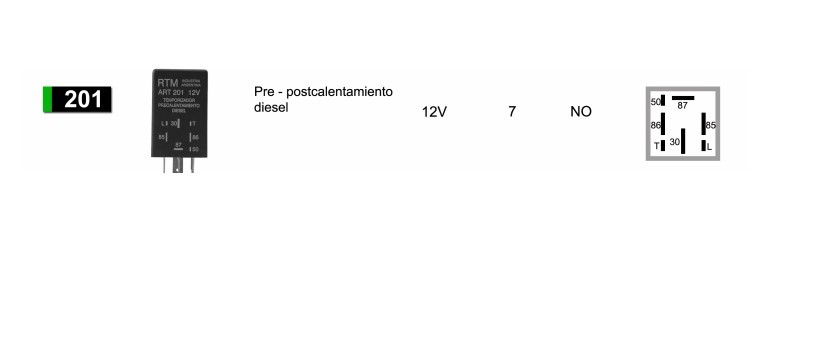 201
RTM INDUSTRIA ARGENTINA
ART 201 12V
TEMPORIZADOR
PRECALENTAMIENTO
DIESEL
L 30 T
85 86
87
50
Pre - postcalentamiento
diesel
12V
7
NO
50
87
86
85
T
30
L